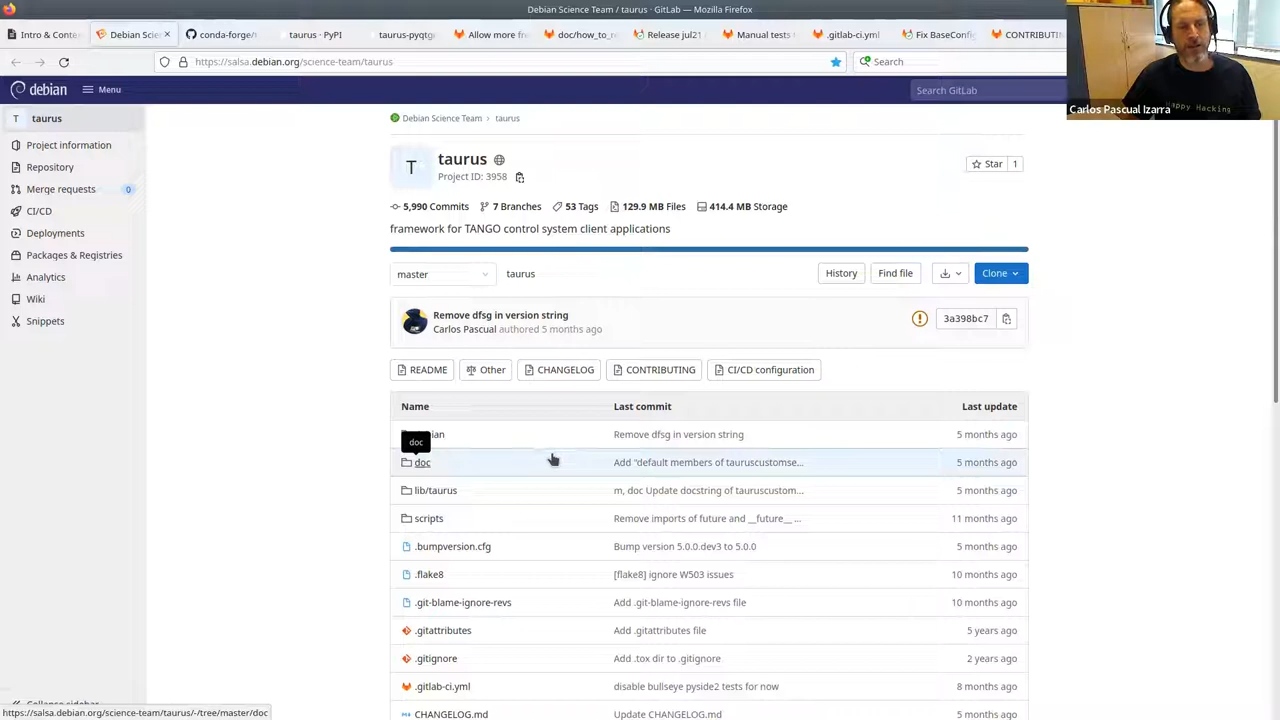 Debian Science Team / taurus · GitLab — Mozilla Firefox
Intro & Conte
Debian Scie
×
conda-forge/
taurus · PyPI
taurus-pyqtg
Allow more fre
doc/how_to_re
Release jul21
Manual tests f
.gitlab-ci.yml
Fix BaseConfig
CONTRIBUTIN
https://salsa.debian.org/science-team/taurus
Search
debian
Menu
Search GitLab
Happy Hacking
Carlos Pascual Izarra
T taurus
Project information
Repository
Merge requests 0
CI/CD
Deployments
Packages & Registries
Analytics
Wiki
Snippets
Collapse sidebar
Debian Science Team › taurus
T
taurus
Project ID: 3958
Star 1
5,990 Commits 7 Branches 53 Tags 129.9 MB Files 414.4 MB Storage
framework for TANGO control system client applications
master
taurus
History
Find file
Clone
Remove dfsg in version string
Carlos Pascual authored 5 months ago
3a398bc7
README
Other
CHANGELOG
CONTRIBUTING
CI/CD configuration
Name Last commit Last update
ian Remove dfsg in version string 5 months ago
doc
doc Add "default members of tauruscustomse... 5 months ago
lib/taurus m, doc Update docstring of tauruscustom... 5 months ago
scripts Remove imports of future and __future__ ... 11 months ago
.bumpversion.cfg Bump version 5.0.0.dev3 to 5.0.0 5 months ago
.flake8 [flake8] ignore W503 issues 10 months ago
.git-blame-ignore-revs Add .git-blame-ignore-revs file 10 months ago
.gitattributes Add .gitattributes file 5 years ago
.gitignore Add .tox dir to .gitignore 2 years ago
.gitlab-ci.yml disable bullseye pyside2 tests for now 8 months ago
CHANGELOG.md Update CHANGELOG.md 5 months ago
https://salsa.debian.org/science-team/taurus/-/tree/master/doc